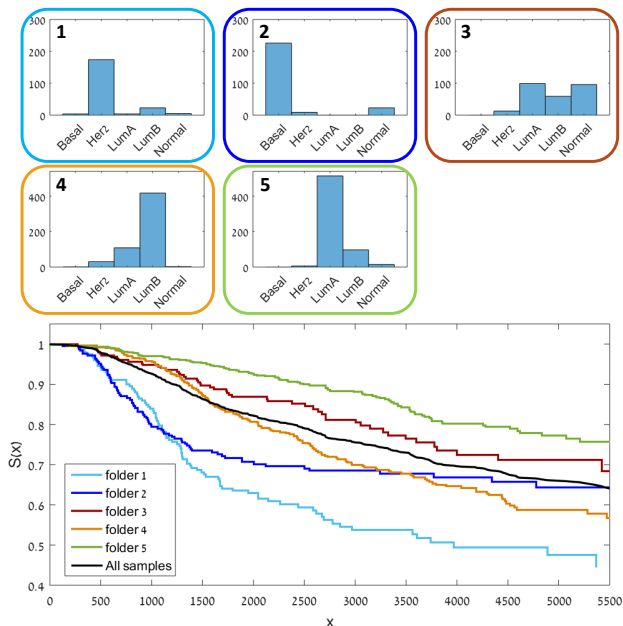 1
300
200
100
0
Basal
Her2
LumA
LumB
Normal
2
300
200
100
0
Basal
Her2
LumA
LumB
Normal
3
300
200
100
0
Basal
Her2
LumA
LumB
Normal
4
400
200
0
Basal
Her2
LumA
LumB
Normal
5
400
200
0
Basal
Her2
LumA
LumB
Normal
1
0.9
0.8
0.7
0.6
0.5
0.4
S(x)
folder 1
folder 2
folder 3
folder 4
folder 5
All samples
0 500 1000 1500 2000 2500 3000 3500 4000 4500 5000 5500
x